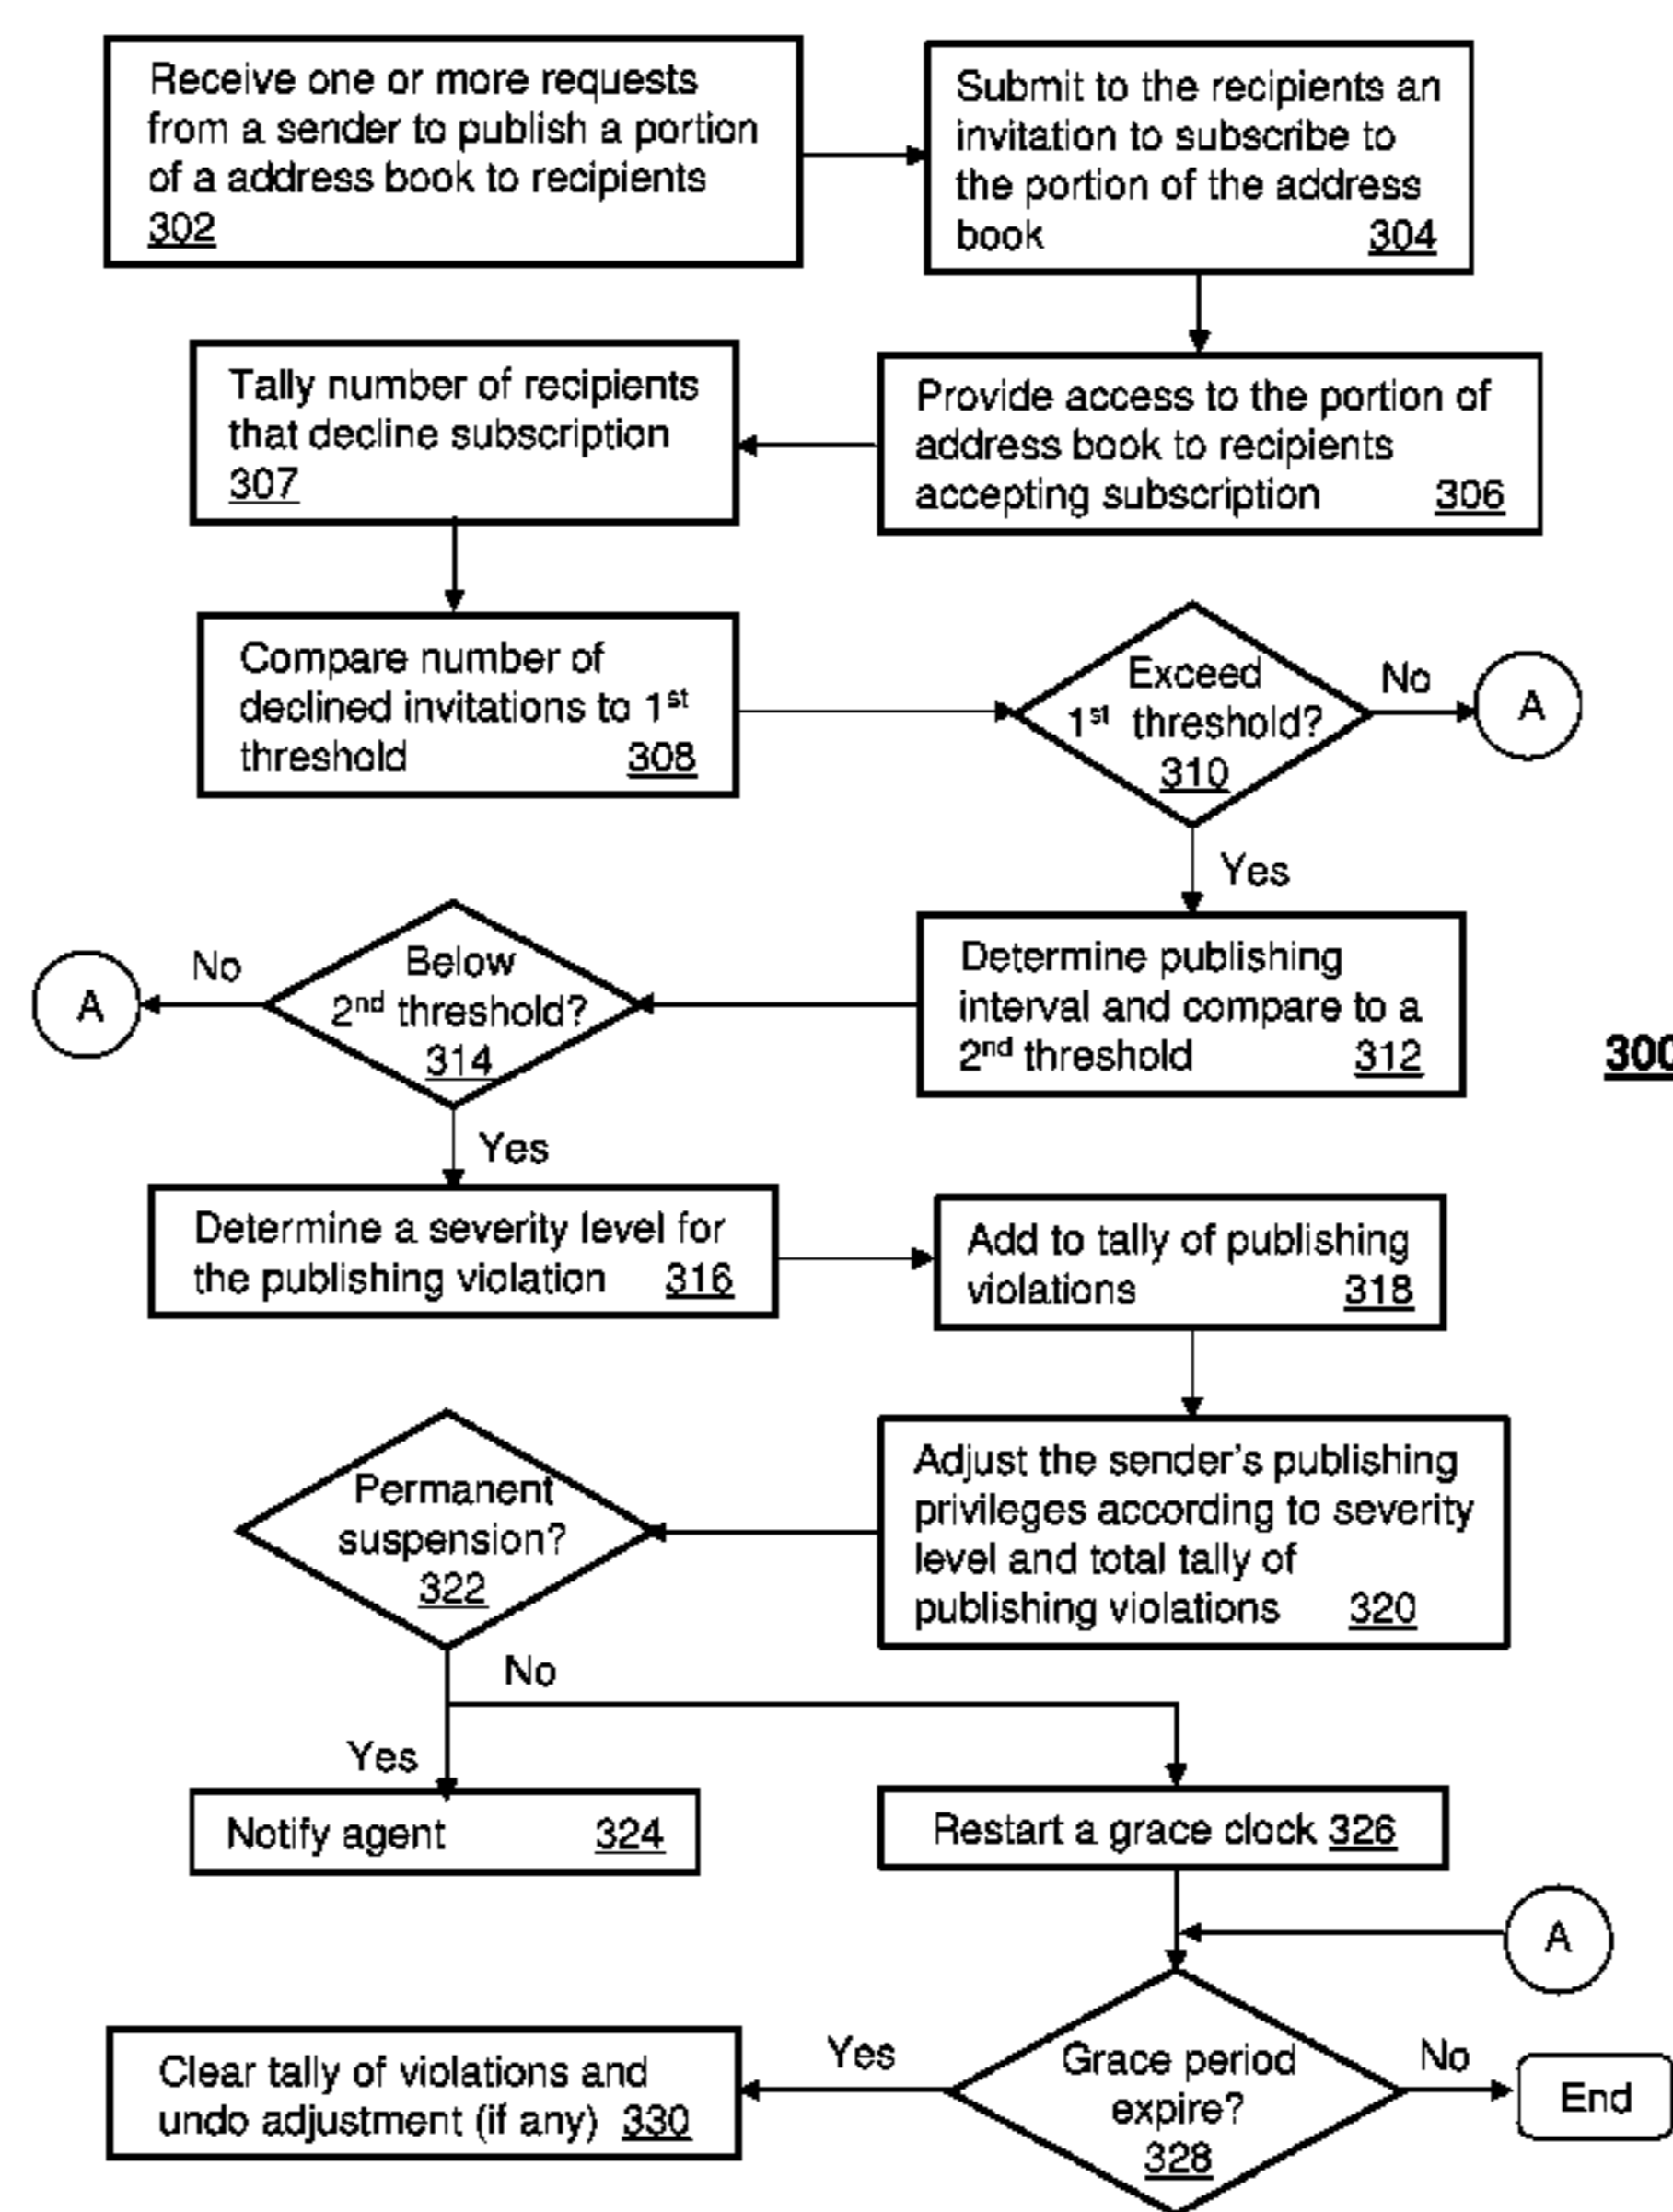 Receive one or more requests
from a sender to publish a portion
of a address book to recipients
302
Submit to the recipients an
invitation to subscribe to
the portion of the address
book 304
Provide access to the portion of
address book to recipients
accepting subscription 306
Tally number of recipients
that decline subscription
307
Compare number of
declined invitations to 1st
threshold 308
Exceed
1st threshold?
310
No
A
Yes
Determine publishing
interval and compare to a
2nd threshold 312
Below
2nd threshold?
314
No
A
300
Yes
Determine a severity level for
the publishing violation 316
Add to tally of publishing
violations 318
Adjust the sender's publishing
privileges according to severity
level and total tally of
publishing violations 320
Permanent
suspension?
322
No
Yes
Notify agent 324
Restart a grace clock 326
A
Grace period
expire?
328
Yes
No
Clear tally of violations and
undo adjustment (if any) 330
End